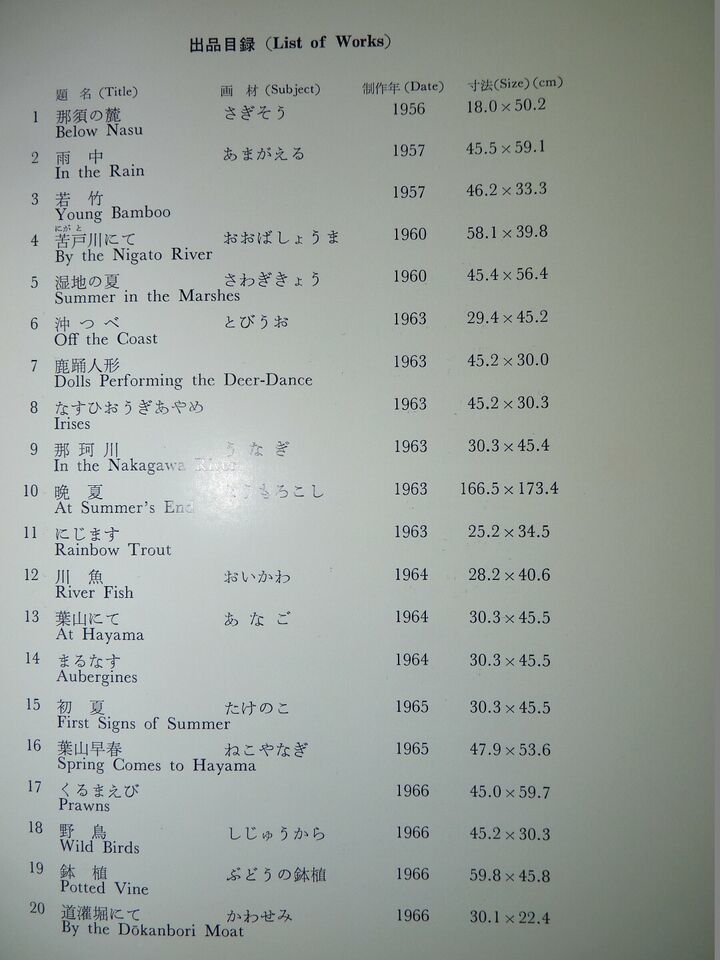 出品目録 (List of Works)
題 名 (Title) 画 材 (Subject) 制作年 (Date) 寸法(Size)(cm)
1 那須の麓 さぎそう 1956 18.0×50.2
Below Nasu
2 雨 中 あまがえる 1957 45.5×59.1
In the Rain
3 若 竹 1957 46.2×33.3
Young Bamboo
にがと
4 苦戸川にて おおばしょうま 1960 58.1×39.8
By the Nigato River
5 湿地の夏 さわぎきょう 1960 45.4×56.4
Summer in the Marshes
6 沖つべ とびうお 1963 29.4×45.2
Off the Coast
7 鹿踊人形 1963 45.2×30.0
Dolls Performing the Deer-Dance
8 なすひおうぎあやめ 1963 45.2×30.3
Irises
9 那 珂 川 うなぎ 1963 30.3×45.4
In the Nakagawa River
10 晩 夏 とうもろこし 1963 166.5×173.4
At Summer's End
11 にじます 1963 25.2×34.5
Rainbow Trout
12 川 魚 おいかわ 1964 28.2×40.6
River Fish
13 葉山にて あなご 1964 30.3×45.5
At Hayama
14 まるなす 1964 30.3×45.5
Aubergines
15 初 夏 たけのこ 1965 30.3×45.5
First Signs of Summer
16 葉山早春 ねこやなぎ 1965 47.9×53.6
Spring Comes to Hayama
17 くるまえび 1966 45.0×59.7
Prawns
18 野 鳥 しじゅうから 1966 45.2×30.3
Wild Birds
19 鉢 植 ぶどうの鉢植 1966 59.8×45.8
Potted Vine
20 道灌堀にて かわせみ 1966 30.1×22.4
By the Dōkanbori Moat